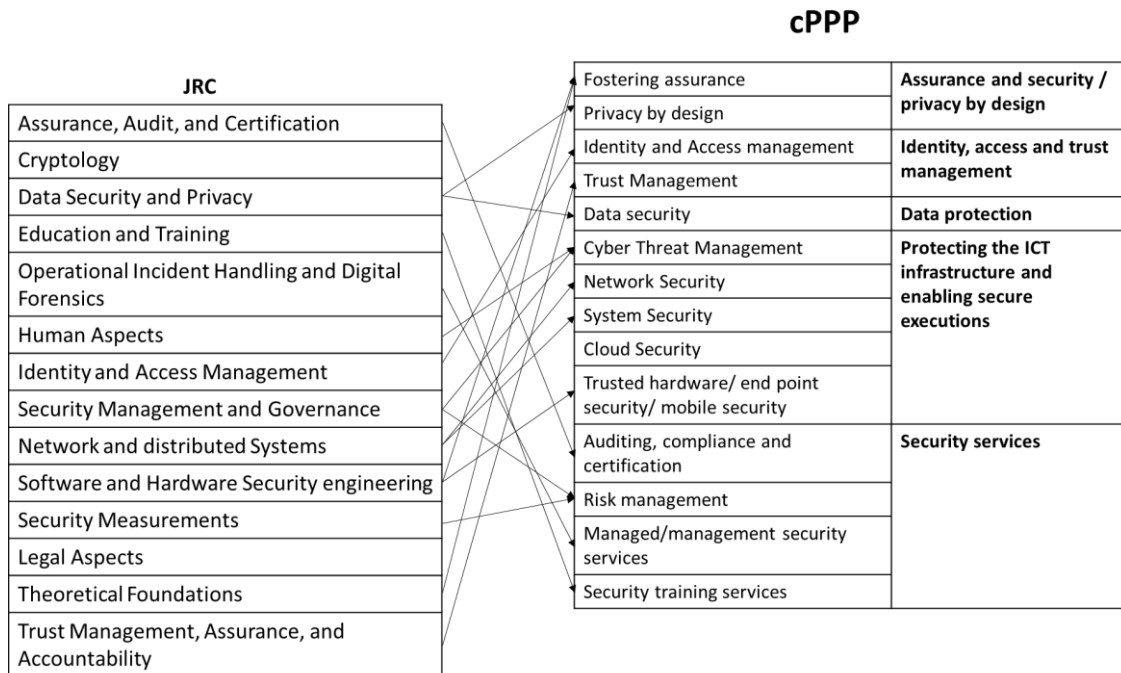 cPPP
JRC
Assurance, Audit, and Certification
Cryptology
Data Security and Privacy
Education and Training
Operational Incident Handling and Digital
Forensics
Human Aspects
Identity and Access Management
Security Management and Governance
Network and distributed Systems
Software and Hardware Security engineering
Security Measurements
Legal Aspects
Theoretical Foundations
Trust Management, Assurance, and
Accountability
Fostering assurance
Privacy by design
Identity and Access management
Trust Management
Data security
Cyber Threat Management
Network Security
System Security
Cloud Security
Trusted hardware/ end point
security/ mobile security
Auditing, compliance and
certification
Risk management
Managed/management security
services
Security training services
Assurance and security /
privacy by design
Identity, access and trust
management
Data protection
Protecting the ICT
infrastructure and
enabling secure
executions
Security services